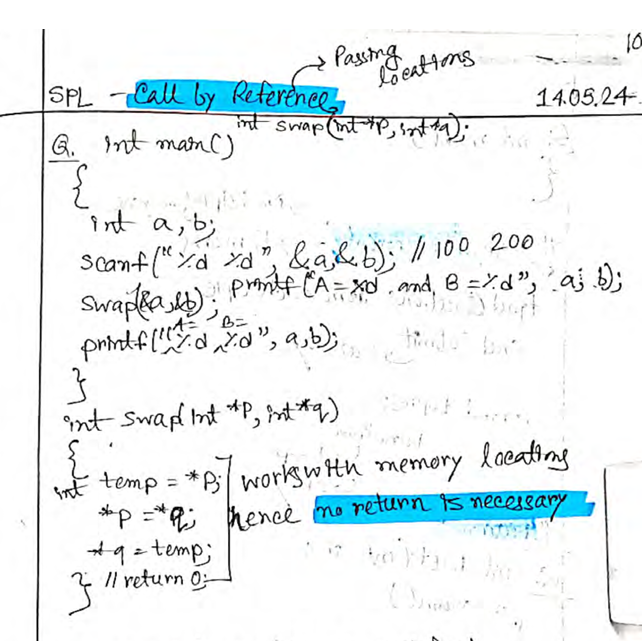 10
Passing
locations
SPL - Call by Reference 14.05.24
int swap(int *p, int *q);
Q. int main()
{
int a, b;
scanf("%d %d", &a, &b); // 100 200
printf("A=%d and B=%d", a, b);
swap(&a, &b);
printf("A=%d B=%d", a, b);
}
int swap(int *p, int *q)
{
int temp = *p; works with memory locations
*p = *q; hence no return is necessary
*q = temp;
} // return 0;